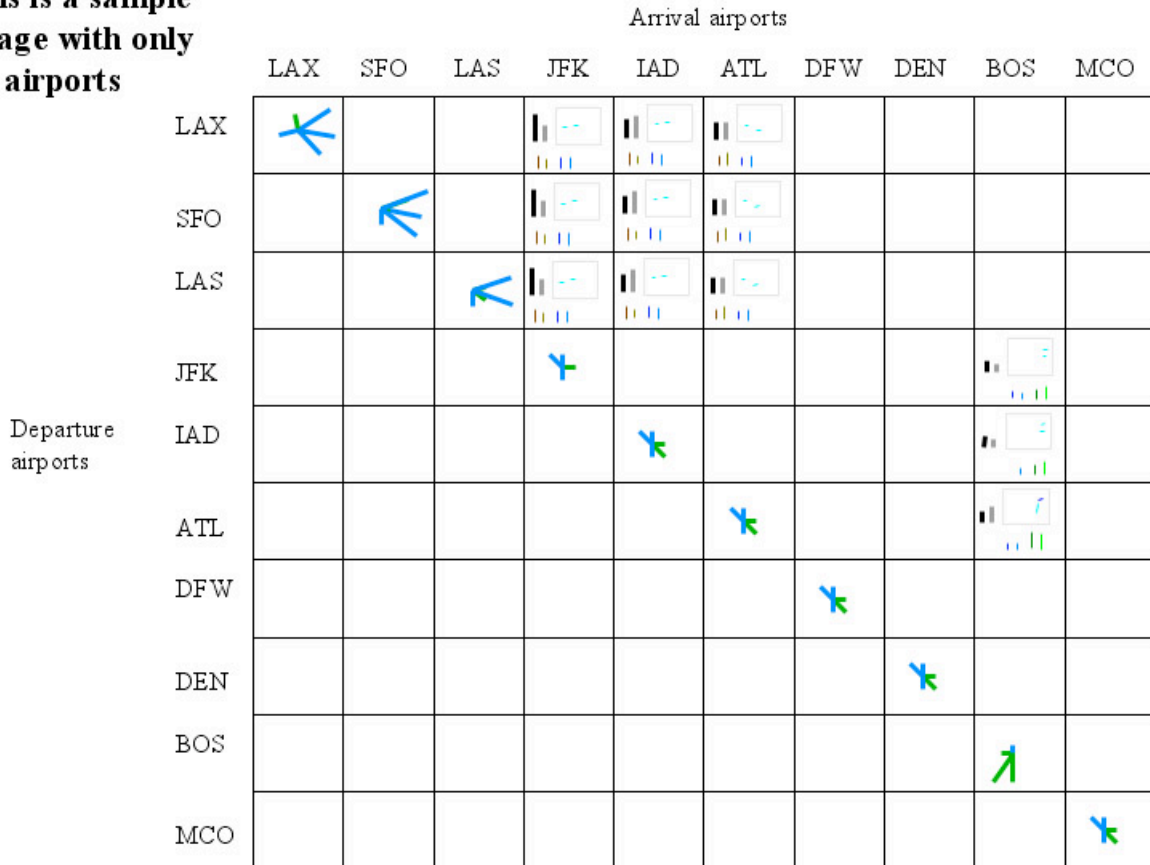 is a sample
age with only
airports
Arrival airports
LAX SFO LAS JFK IAD ATL DFW DEN BOS MCO
LAX
SFO
LAS
JFK
Departure
airports
IAD
ATL
DFW
DEN
BOS
MCO